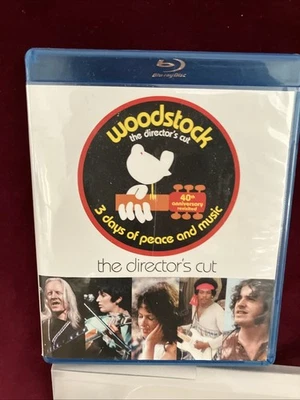 Blu-ray Disc
woodstock
the director's cut
40th
anniversary
revisited
3 days of peace and music
the director's cut